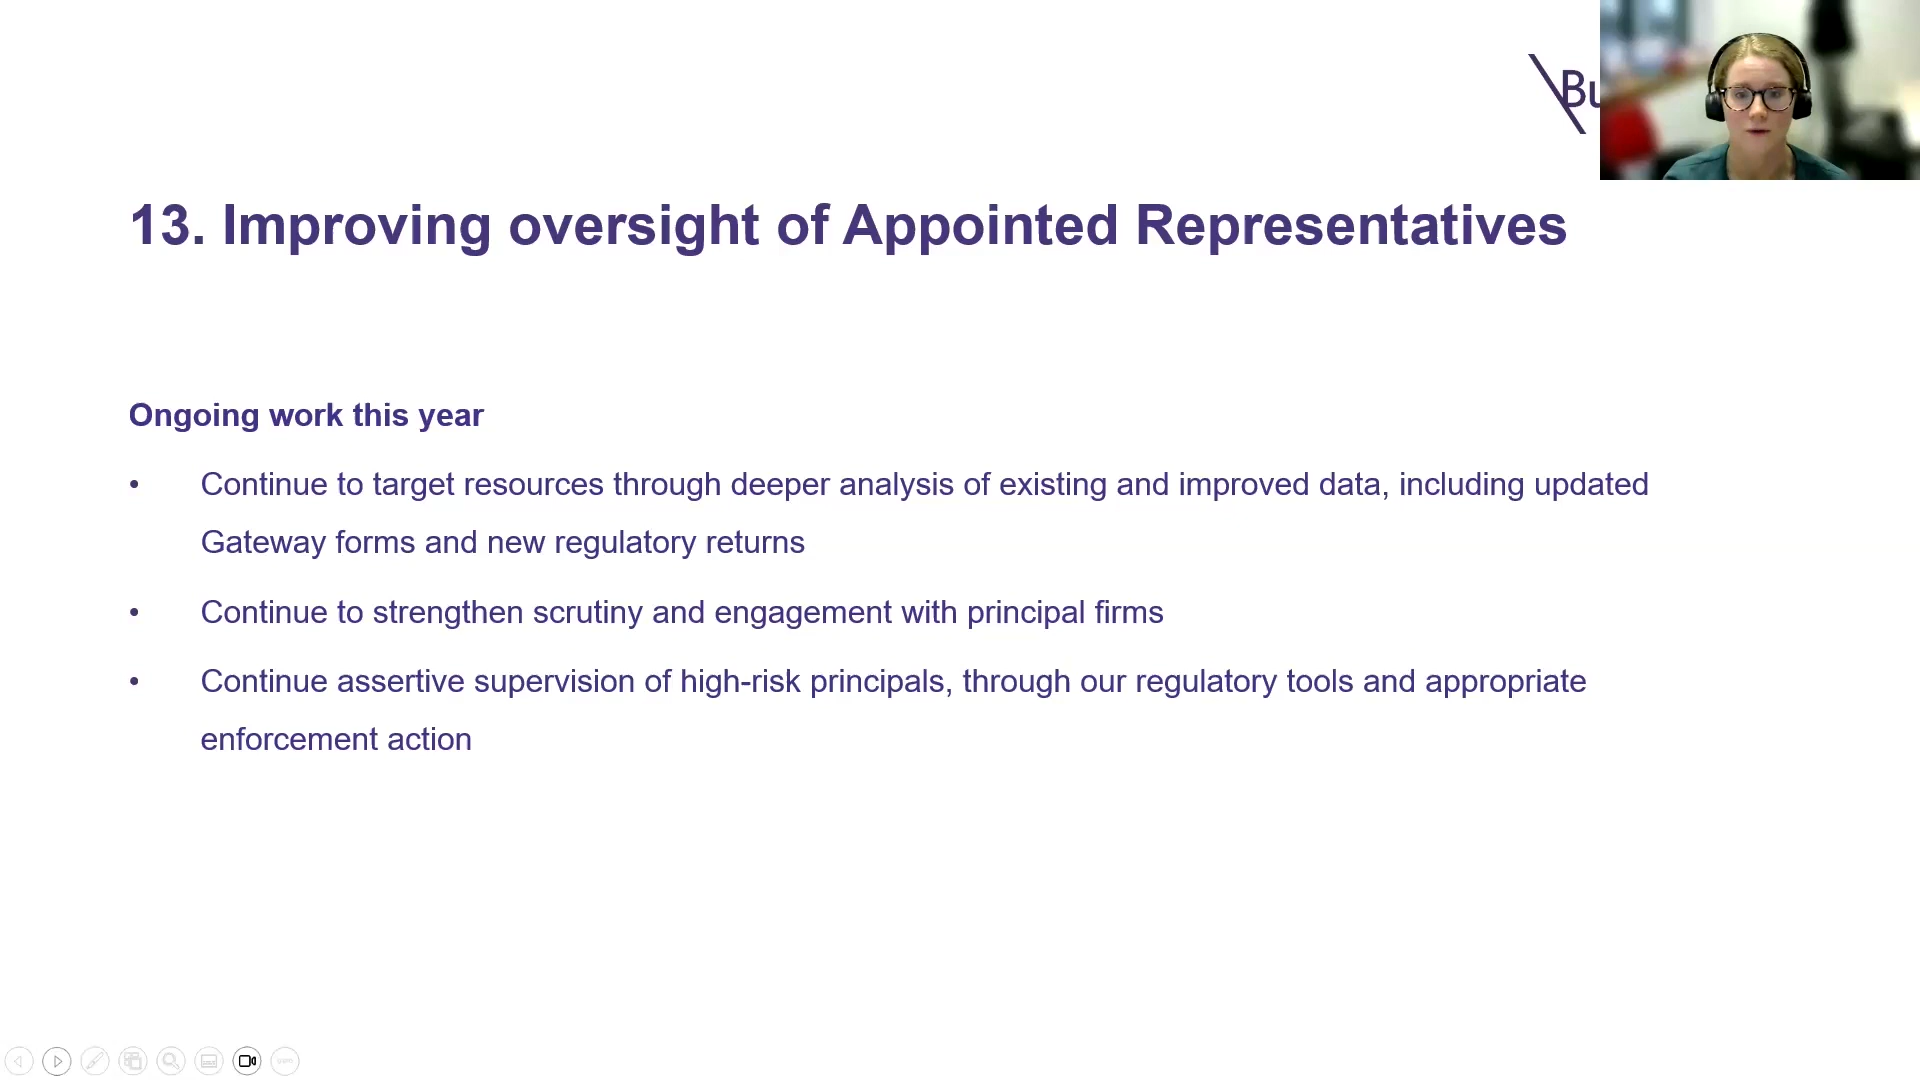 Bu
13. Improving oversight of Appointed Representatives
Ongoing work this year
• Continue to target resources through deeper analysis of existing and improved data, including updated
Gateway forms and new regulatory returns
• Continue to strengthen scrutiny and engagement with principal firms
• Continue assertive supervision of high-risk principals, through our regulatory tools and appropriate
enforcement action